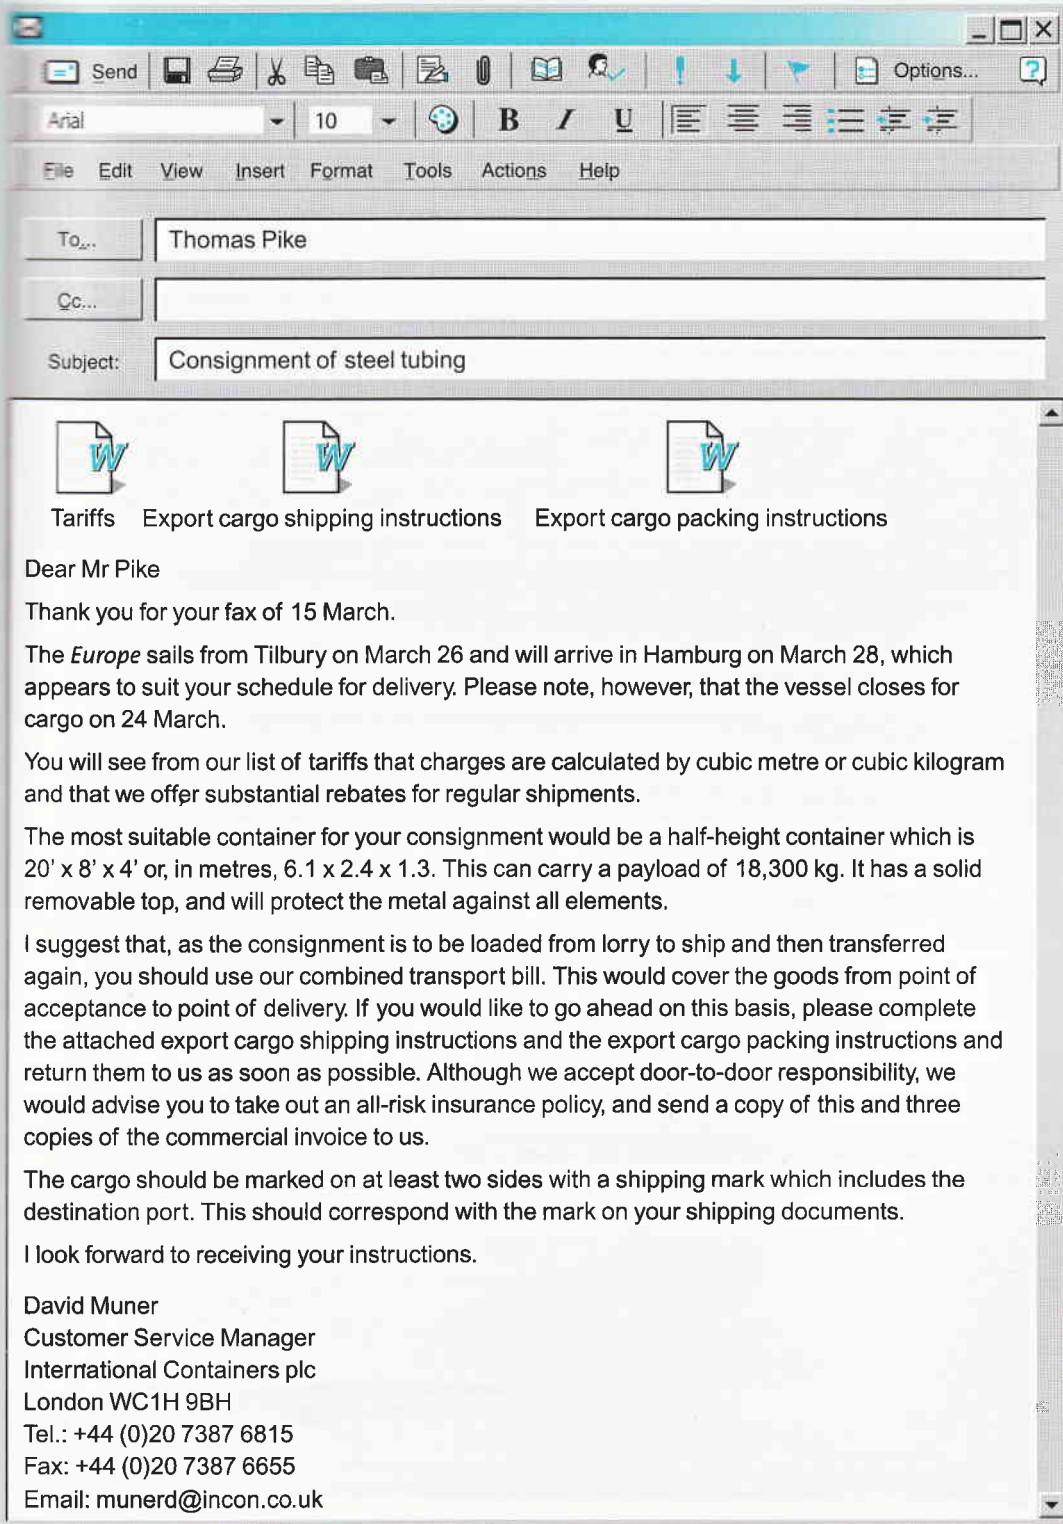 Send
Options...
Arial
10
B I U
File Edit View Insert Format Tools Actions Help
To... Thomas Pike
Cc...
Subject: Consignment of steel tubing
Tariffs Export cargo shipping instructions Export cargo packing instructions
Dear Mr Pike
Thank you for your fax of 15 March.
The Europe sails from Tilbury on March 26 and will arrive in Hamburg on March 28, which
appears to suit your schedule for delivery. Please note, however, that the vessel closes for
cargo on 24 March.
You will see from our list of tariffs that charges are calculated by cubic metre or cubic kilogram
and that we offer substantial rebates for regular shipments.
The most suitable container for your consignment would be a half-height container which is
20' x 8' x 4' or, in metres, 6.1 x 2.4 x 1.3. This can carry a payload of 18,300 kg. It has a solid
removable top, and will protect the metal against all elements.
I suggest that, as the consignment is to be loaded from lorry to ship and then transferred
again, you should use our combined transport bill. This would cover the goods from point of
acceptance to point of delivery. If you would like to go ahead on this basis, please complete
the attached export cargo shipping instructions and the export cargo packing instructions and
return them to us as soon as possible. Although we accept door-to-door responsibility, we
would advise you to take out an all-risk insurance policy, and send a copy of this and three
copies of the commercial invoice to us.
The cargo should be marked on at least two sides with a shipping mark which includes the
destination port. This should correspond with the mark on your shipping documents.
I look forward to receiving your instructions.
David Muner
Customer Service Manager
International Containers plc
London WC1H 9BH
Tel.: +44 (0)20 7387 6815
Fax: +44 (0)20 7387 6655
Email: munerd@incon.co.uk